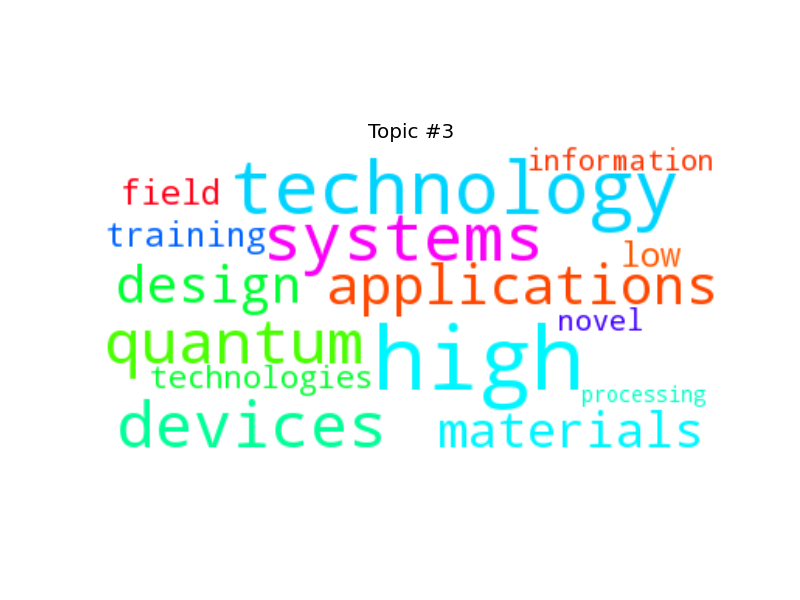 Topic #3
information
field technology
training systems
low
design applications
novel
quantum high
technologies
processing
devices materials